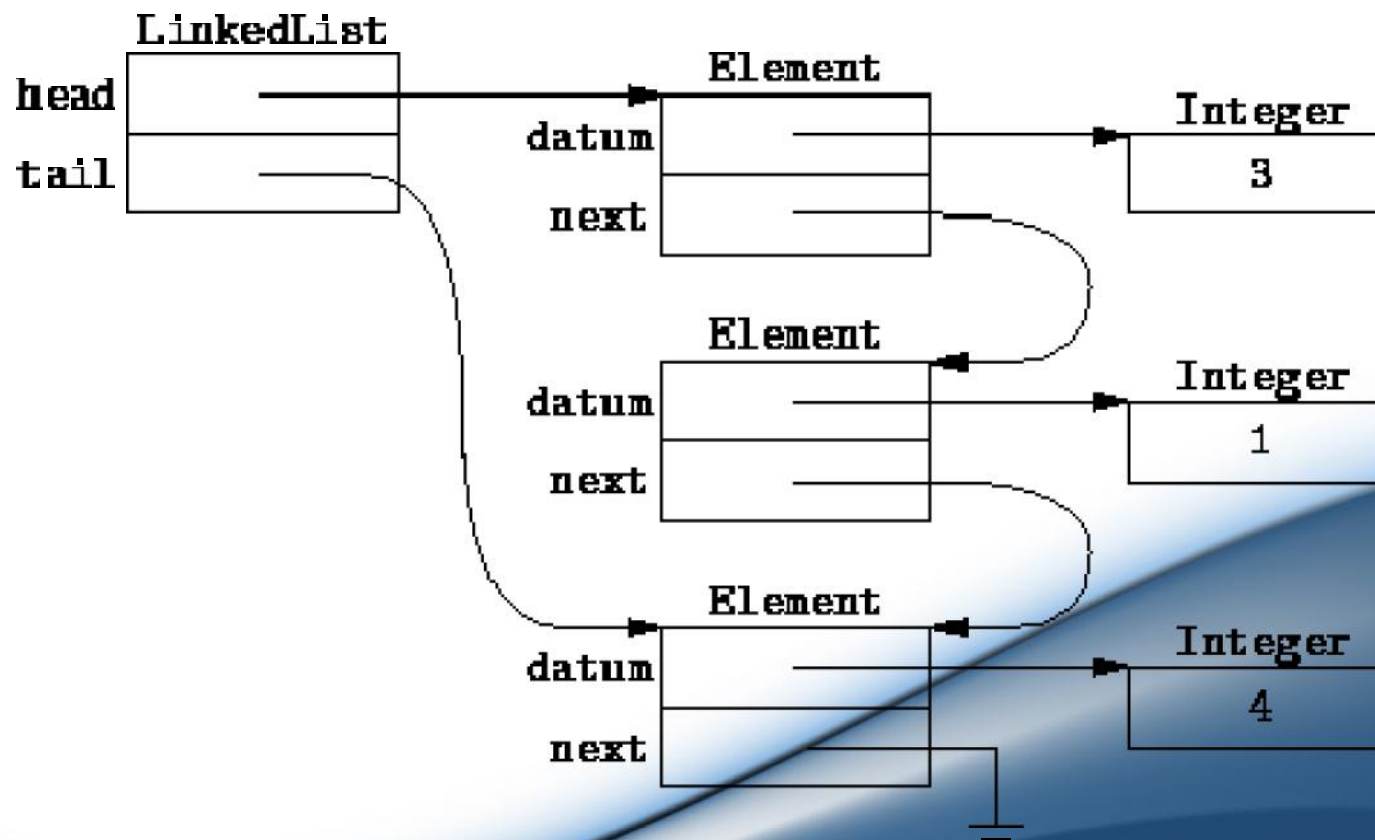 LinkedList
head
tail
Element
datum
next
Integer
3
Element
datum
next
Integer
1
Element
datum
next
Integer
4